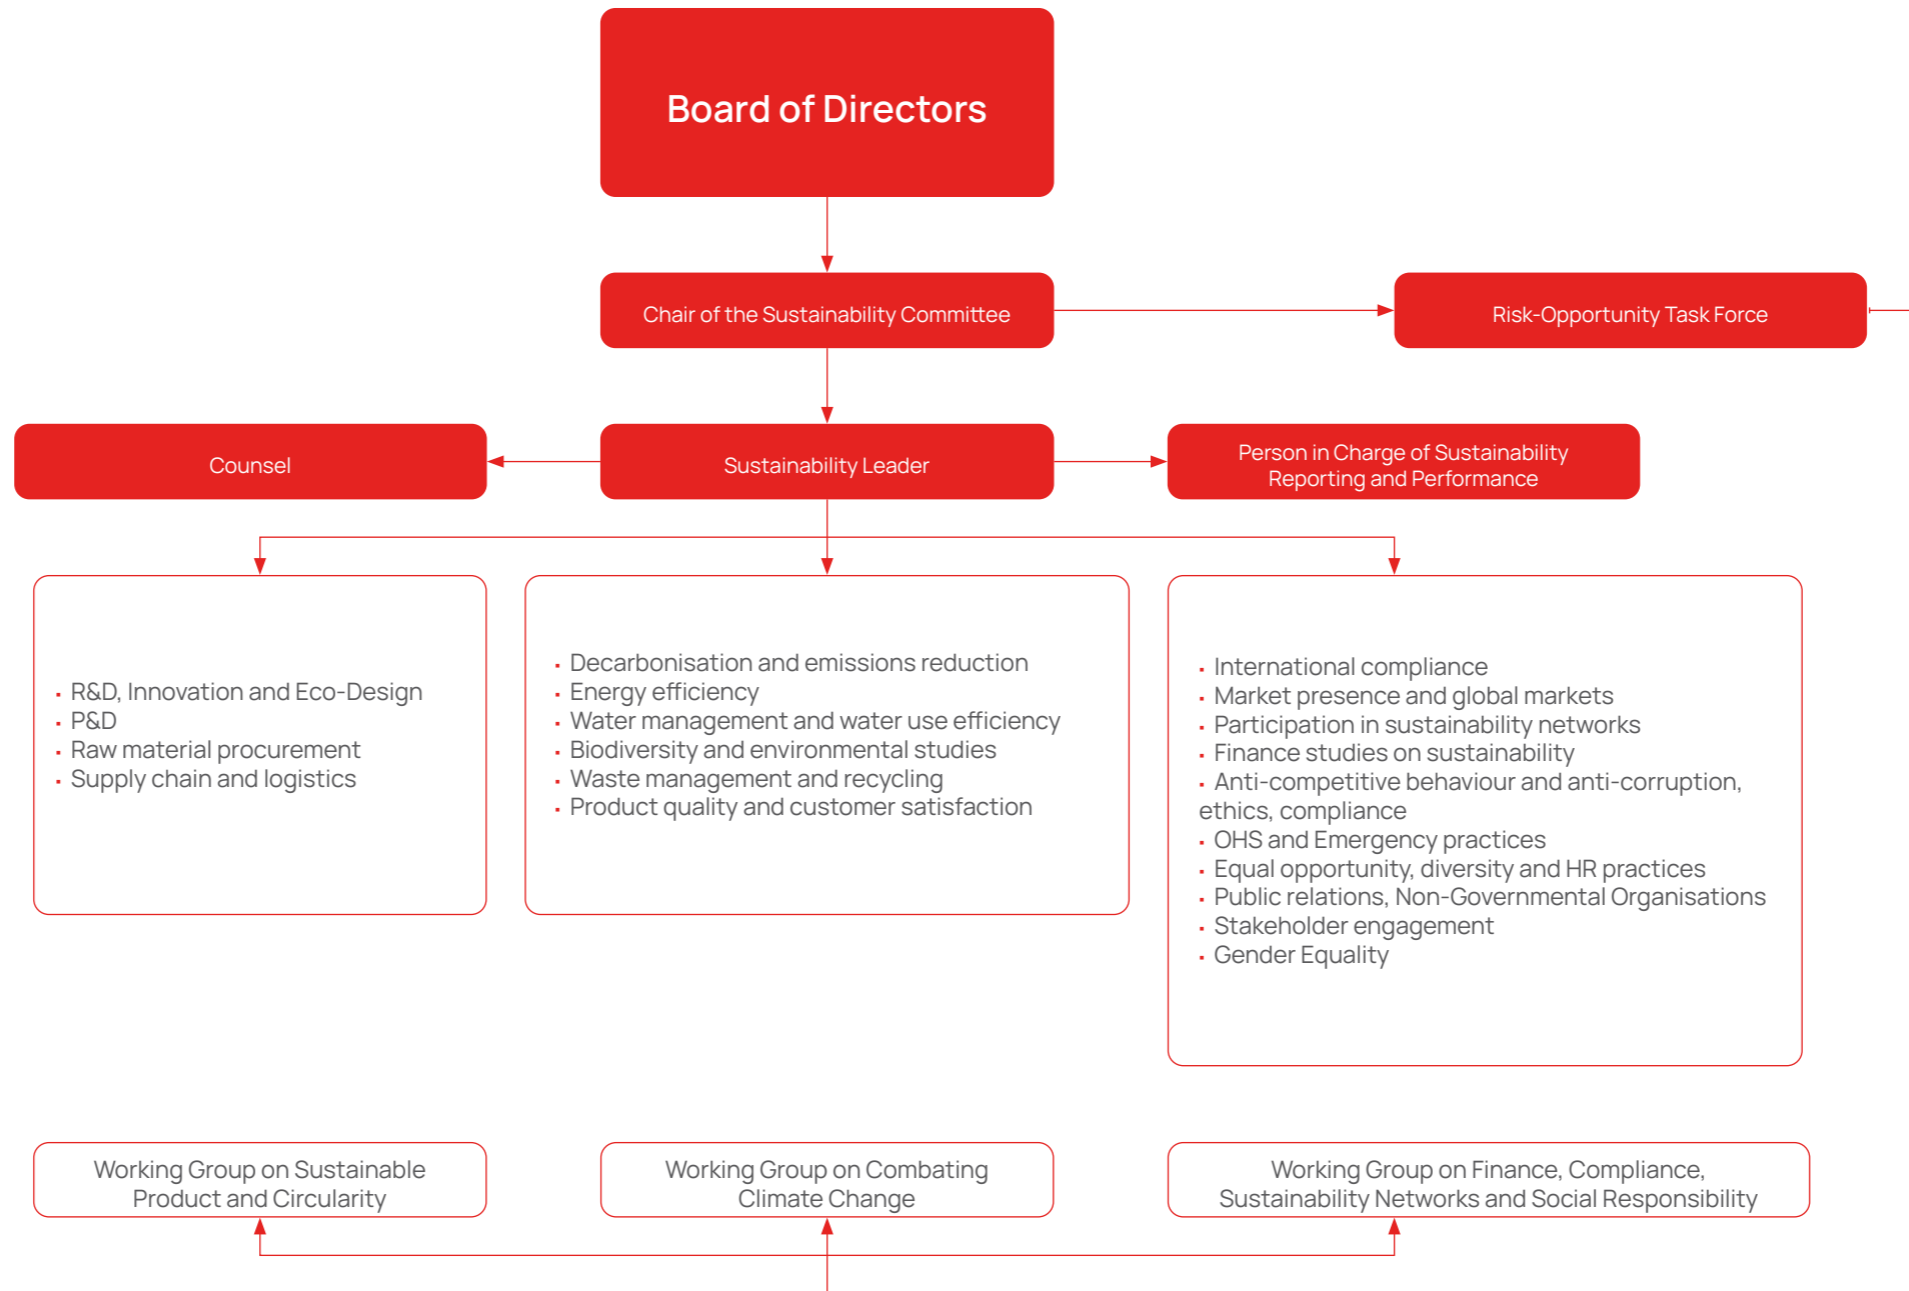 Board of Directors
Chair of the Sustainability Committee
Risk-Opportunity Task Force
Counsel
Sustainability Leader
Person in Charge of Sustainability
Reporting and Performance
▪ R&D, Innovation and Eco-Design
▪ P&D
▪ Raw material procurement
▪ Supply chain and logistics
▪ Decarbonisation and emissions reduction
▪ Energy efficiency
▪ Water management and water use efficiency
▪ Biodiversity and environmental studies
▪ Waste management and recycling
▪ Product quality and customer satisfaction
▪ International compliance
▪ Market presence and global markets
▪ Participation in sustainability networks
▪ Finance studies on sustainability
▪ Anti-competitive behaviour and anti-corruption,
ethics, compliance
▪ OHS and Emergency practices
▪ Equal opportunity, diversity and HR practices
▪ Public relations, Non-Governmental Organisations
▪ Stakeholder engagement
▪ Gender Equality
Working Group on Sustainable
Product and Circularity
Working Group on Combating
Climate Change
Working Group on Finance, Compliance,
Sustainability Networks and Social Responsibility